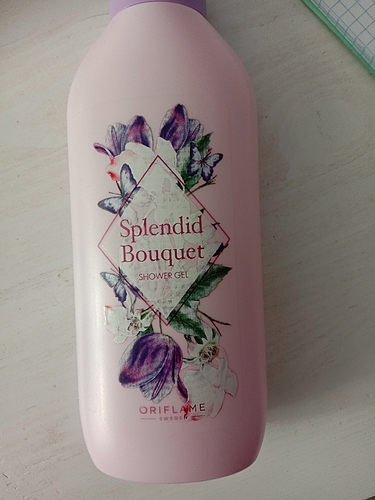 Splendid
Bouquet
SHOWER GEL
ORIFLAME
SWEDEN